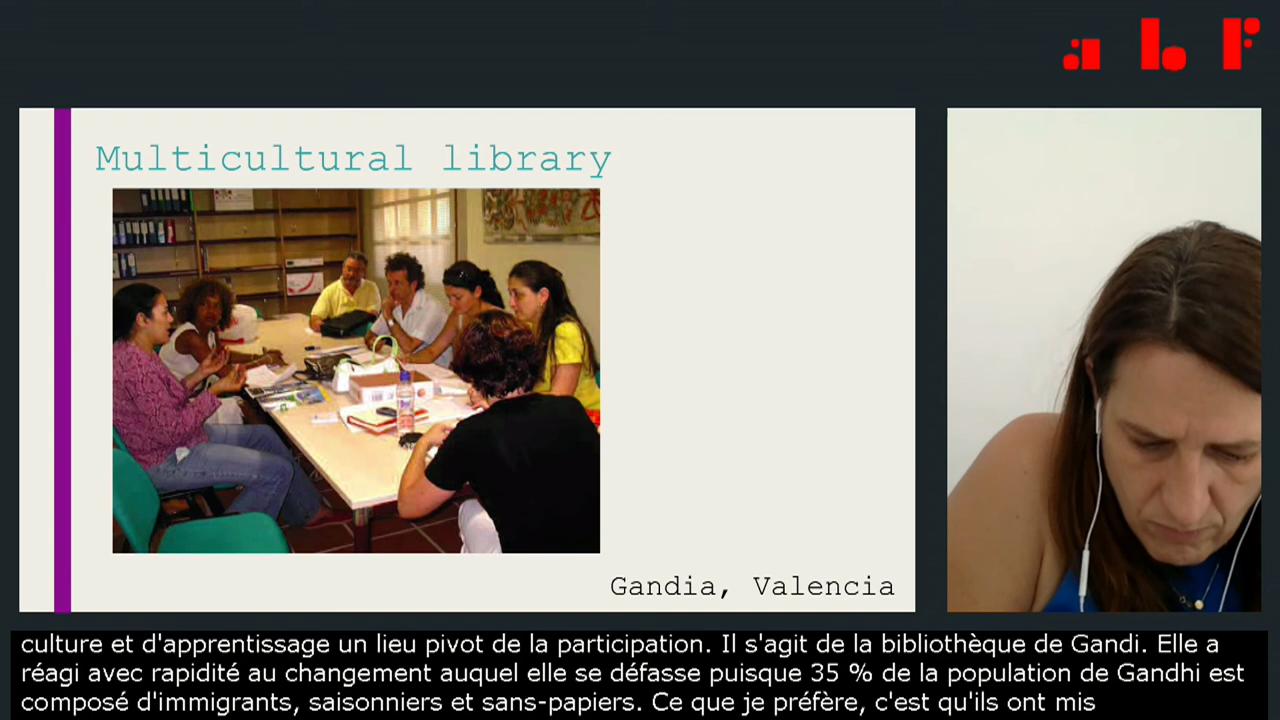 abf
Multicultural library
Gandia, Valencia
culture et d'apprentissage un lieu pivot de la participation. Il s'agit de la bibliothèque de Gandi. Elle a
réagi avec rapidité au changement auquel elle se défasse puisque 35 % de la population de Gandhi est
composé d'immigrants, saisonniers et sans-papiers. Ce que je préfère, c'est qu'ils ont mis